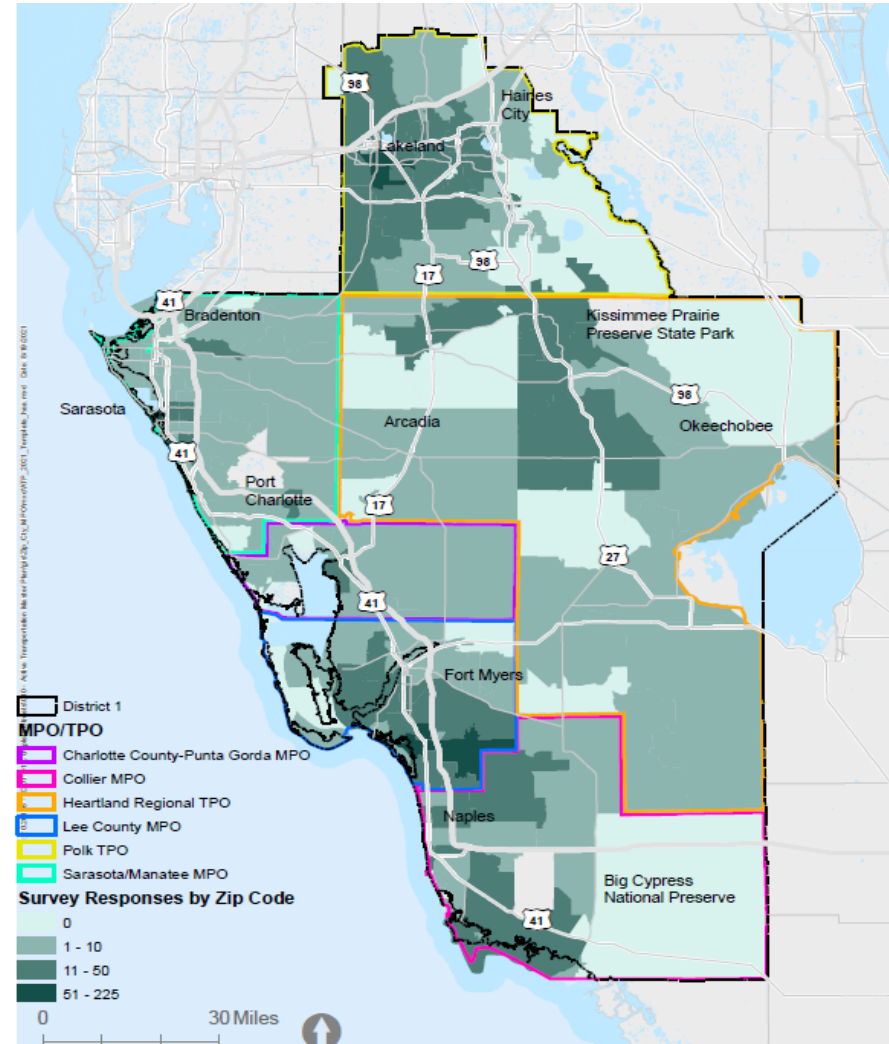 98
Haines
City
Lakeland
98
17
41
Bradenton
Kissimmee Prairie
Preserve State Park
98
Sarasota
Arcadia
Okeechobee
41
Port
Charlotte
17
27
41
Fort Myers
District 1
MPO/TPO
Charlotte County-Punta Gorda MPO
Collier MPO
Heartland Regional TPO
Naples
Lee County MPO
Polk TPO
Sarasota/Manatee MPO
Big Cypress
National Preserve
41
Survey Responses by Zip Code
0
1 - 10
11 - 50
51 - 225
0 30 Miles